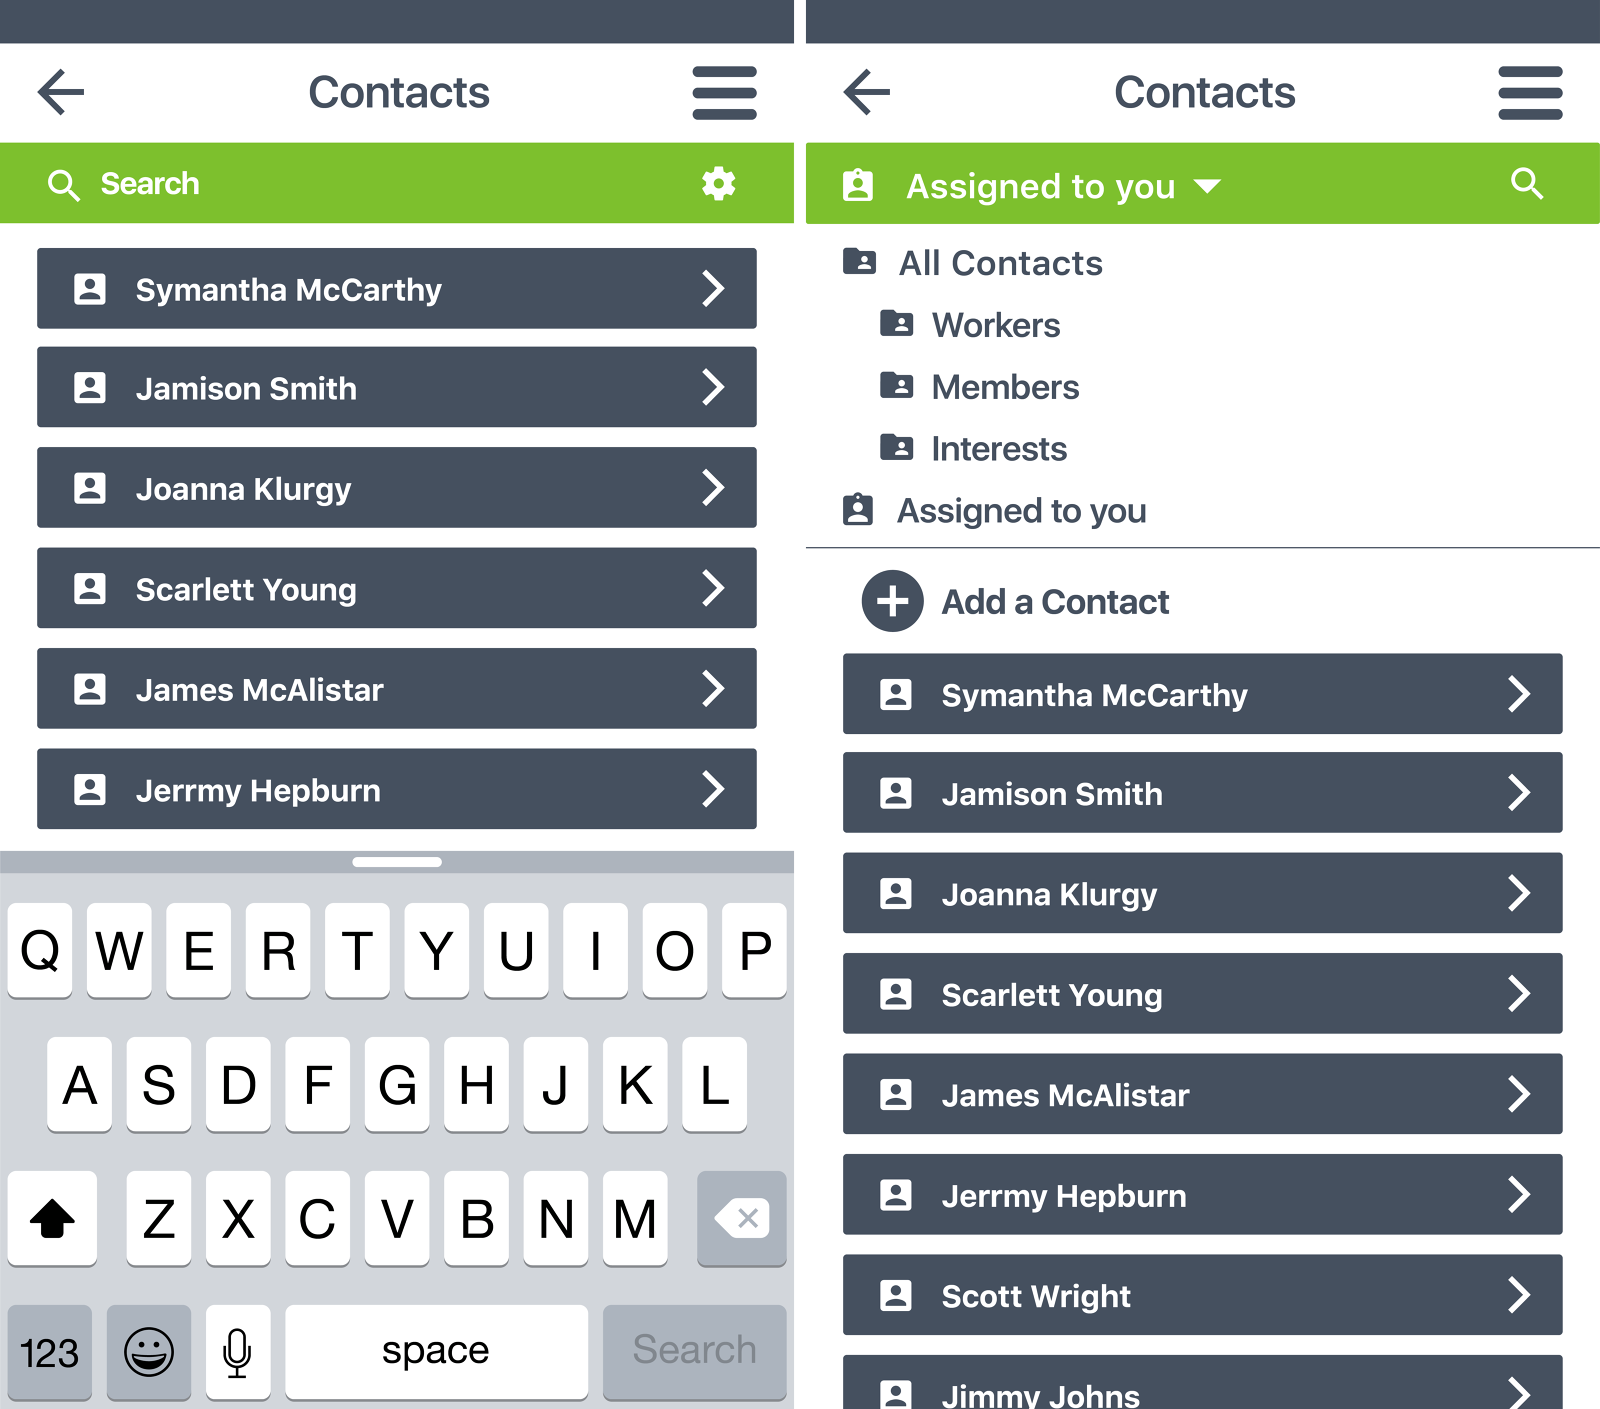 Contacts
Search
Symantha McCarthy
Jamison Smith
Joanna Klurgy
Scarlett Young
James McAlistar
Jerrmy Hepburn
Q W E R T Y U I O P
A S D F G H J K L
Z X C V B N M
123 space Search
Contacts
Assigned to you
All Contacts
Workers
Members
Interests
Assigned to you
Add a Contact
Symantha McCarthy
Jamison Smith
Joanna Klurgy
Scarlett Young
James McAlistar
Jerrmy Hepburn
Scott Wright
Jimmy Johns